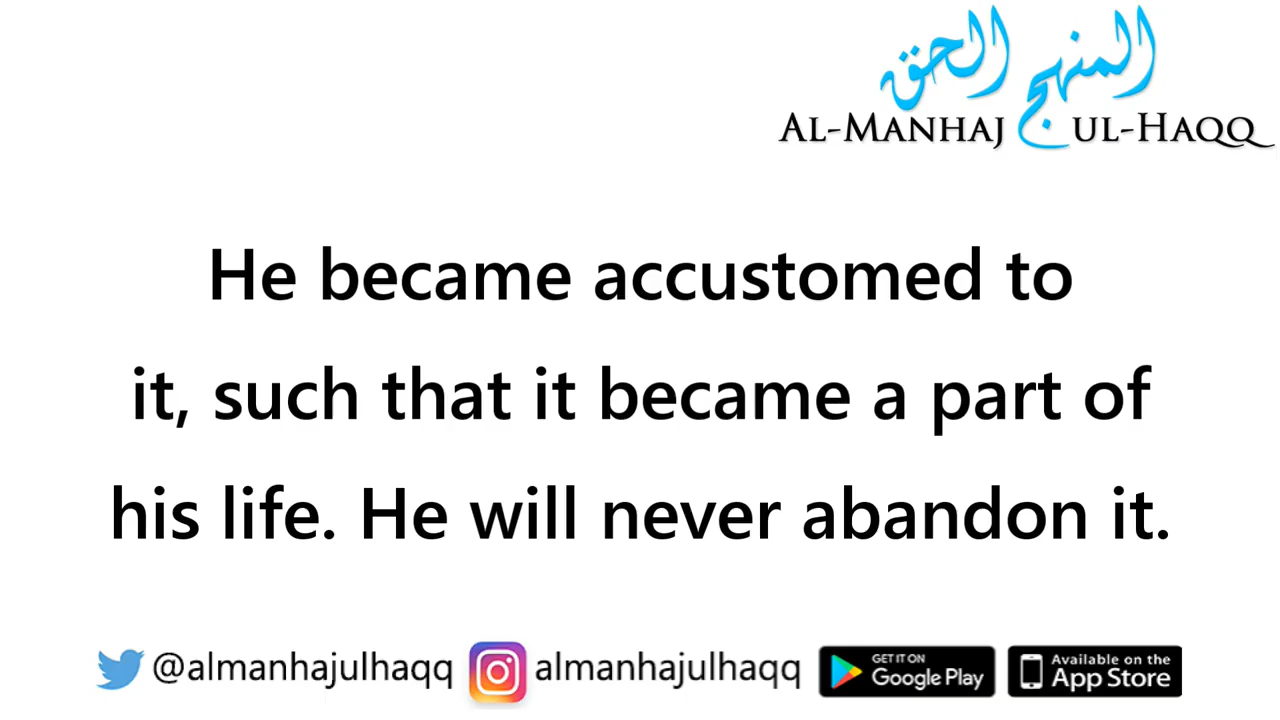 المنهج الحق
AL-MANHAJ UL-HAQQ
He became accustomed to
it, such that it became a part of
his life. He will never abandon it.
@almanhajulhaqq almanhajulhaqq GET IT ON Google Play Available on the App Store